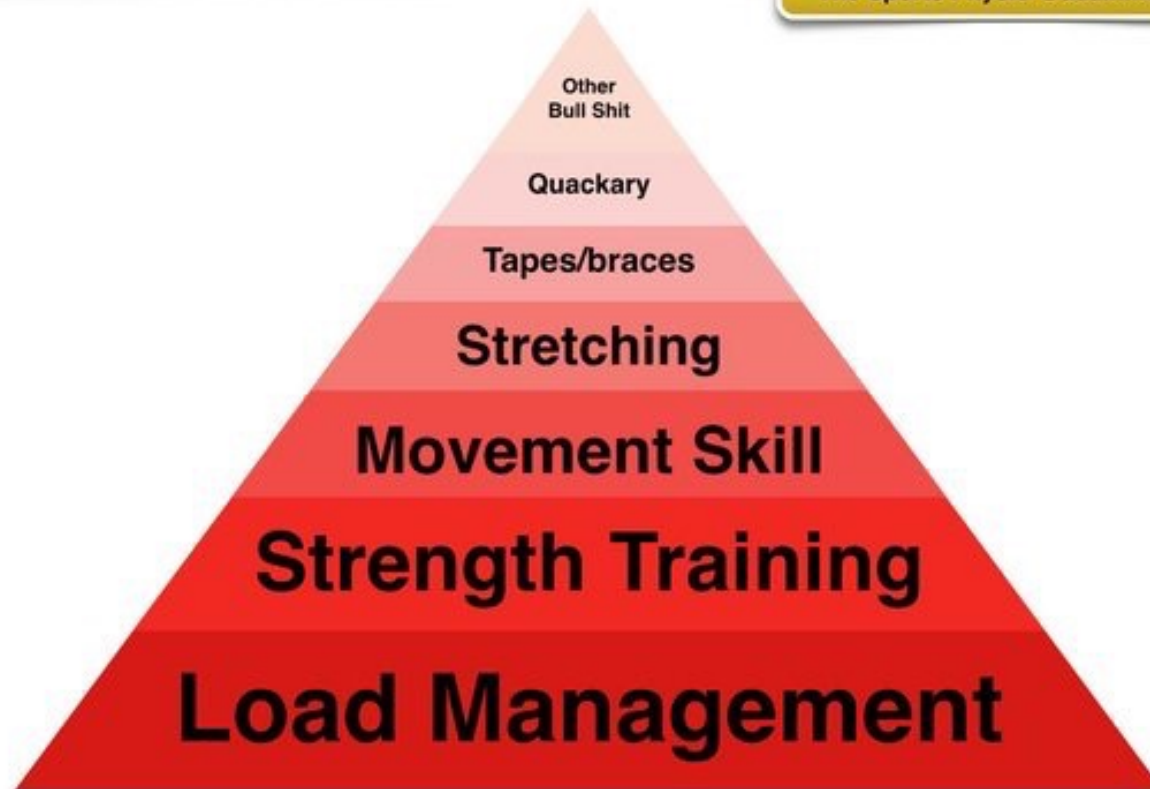 Other
Bull Shit
Quackary
Tapes/braces
Stretching
Movement Skill
Strength Training
Load Management